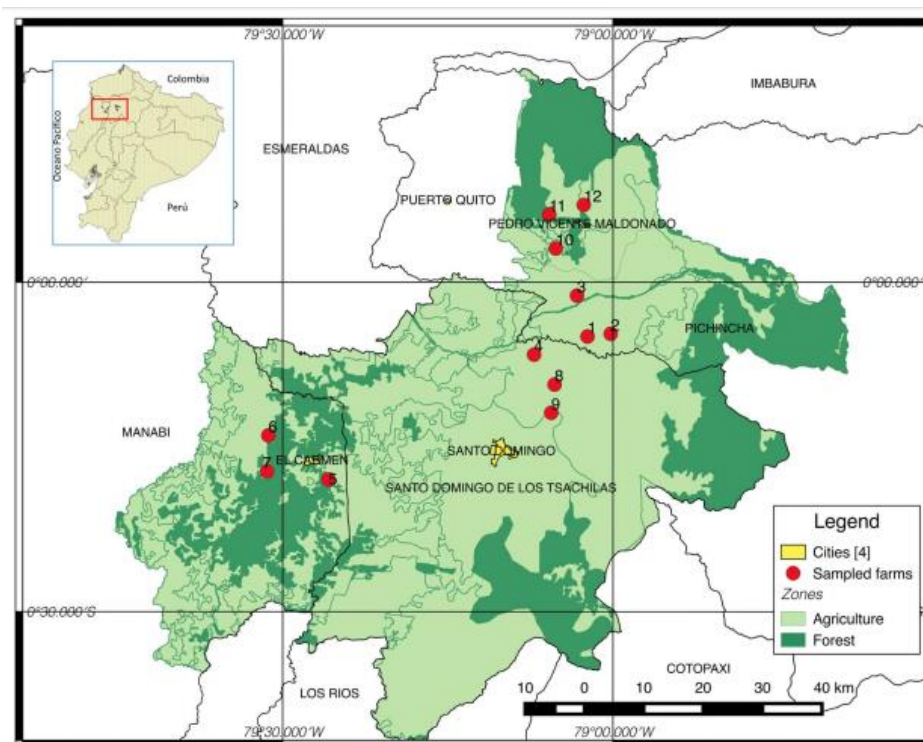 79°30.000'W
79°00.000'W
Colombia
Oceano Pacifico
Perú
IMBABURA
ESMERALDAS
PUERTO QUITO
12
11
PEDRO VICENTE MALDONADO
10
0°00.000'
0°00.000'
3
1
2
PICHINCHA
4
8
9
MANABI
6
SANTO DOMINGO
EL CARMEN
7
5
SANTO DOMINGO DE LOS TSACHILAS
Legend
Cities [4]
Sampled farms
Zones
Agriculture
Forest
0°30.000'S
0°30.000'S
COTOPAXI
LOS RIOS
10 0 10 20 30 40 km
79°30.000'W
79°00.000'W